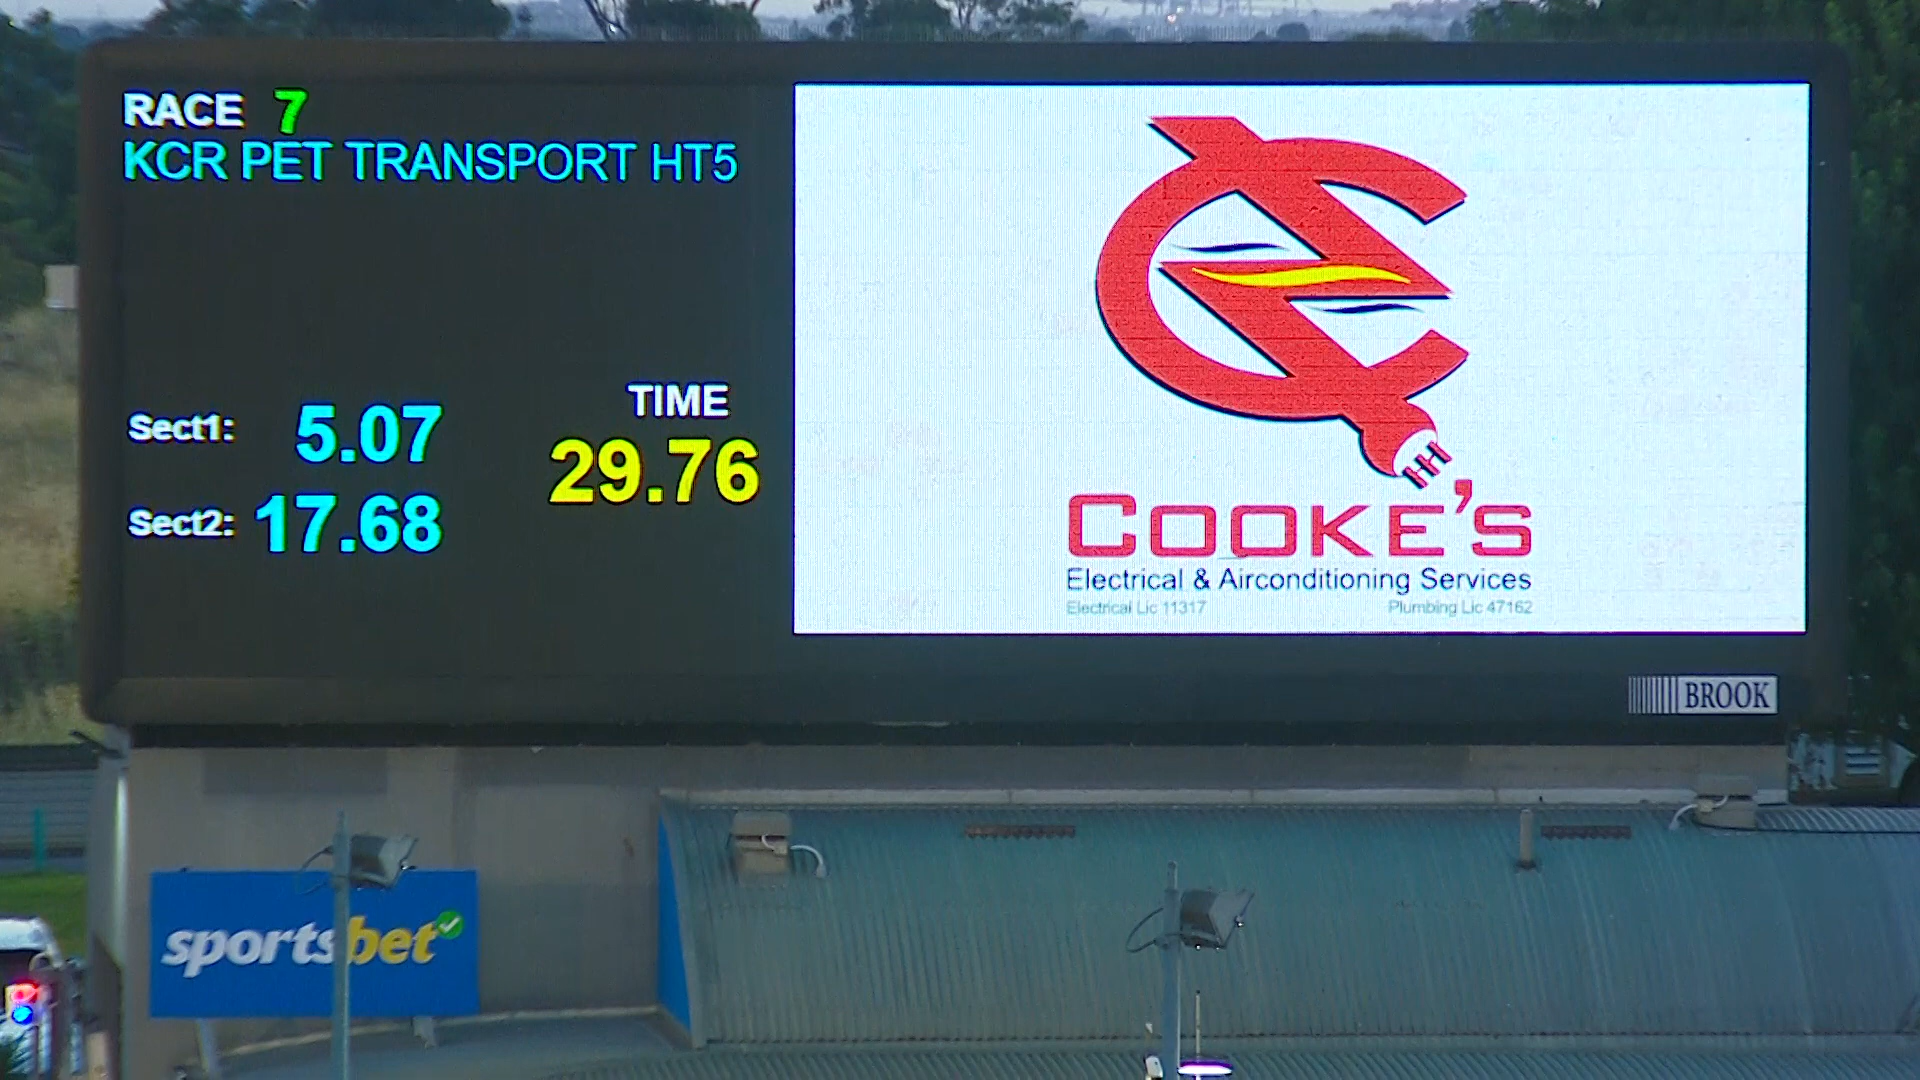 RACE 7
KCR PET TRANSPORT HT5
TIME
Sect1: 5.07
29.76
Sect2: 17.68
COOKE'S
Electrical & Airconditioning Services
Electrical Lic 11317 Plumbing Lic 47162
BROOK
sportsbet